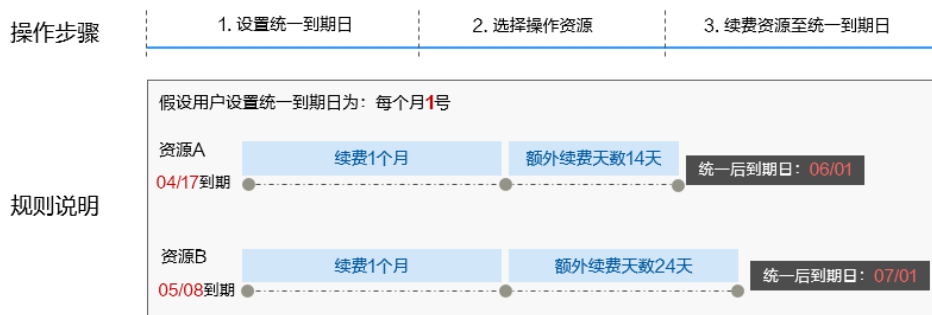 操作步骤
1. 设置统一到期日
2. 选择操作资源
3. 续费资源至统一到期日
规则说明
假设用户设置统一到期日为：每个月1号
资源A
04/17到期
续费1个月
额外续费天数14天
统一后到期日：06/01
资源B
05/08到期
续费1个月
额外续费天数24天
统一后到期日：07/01